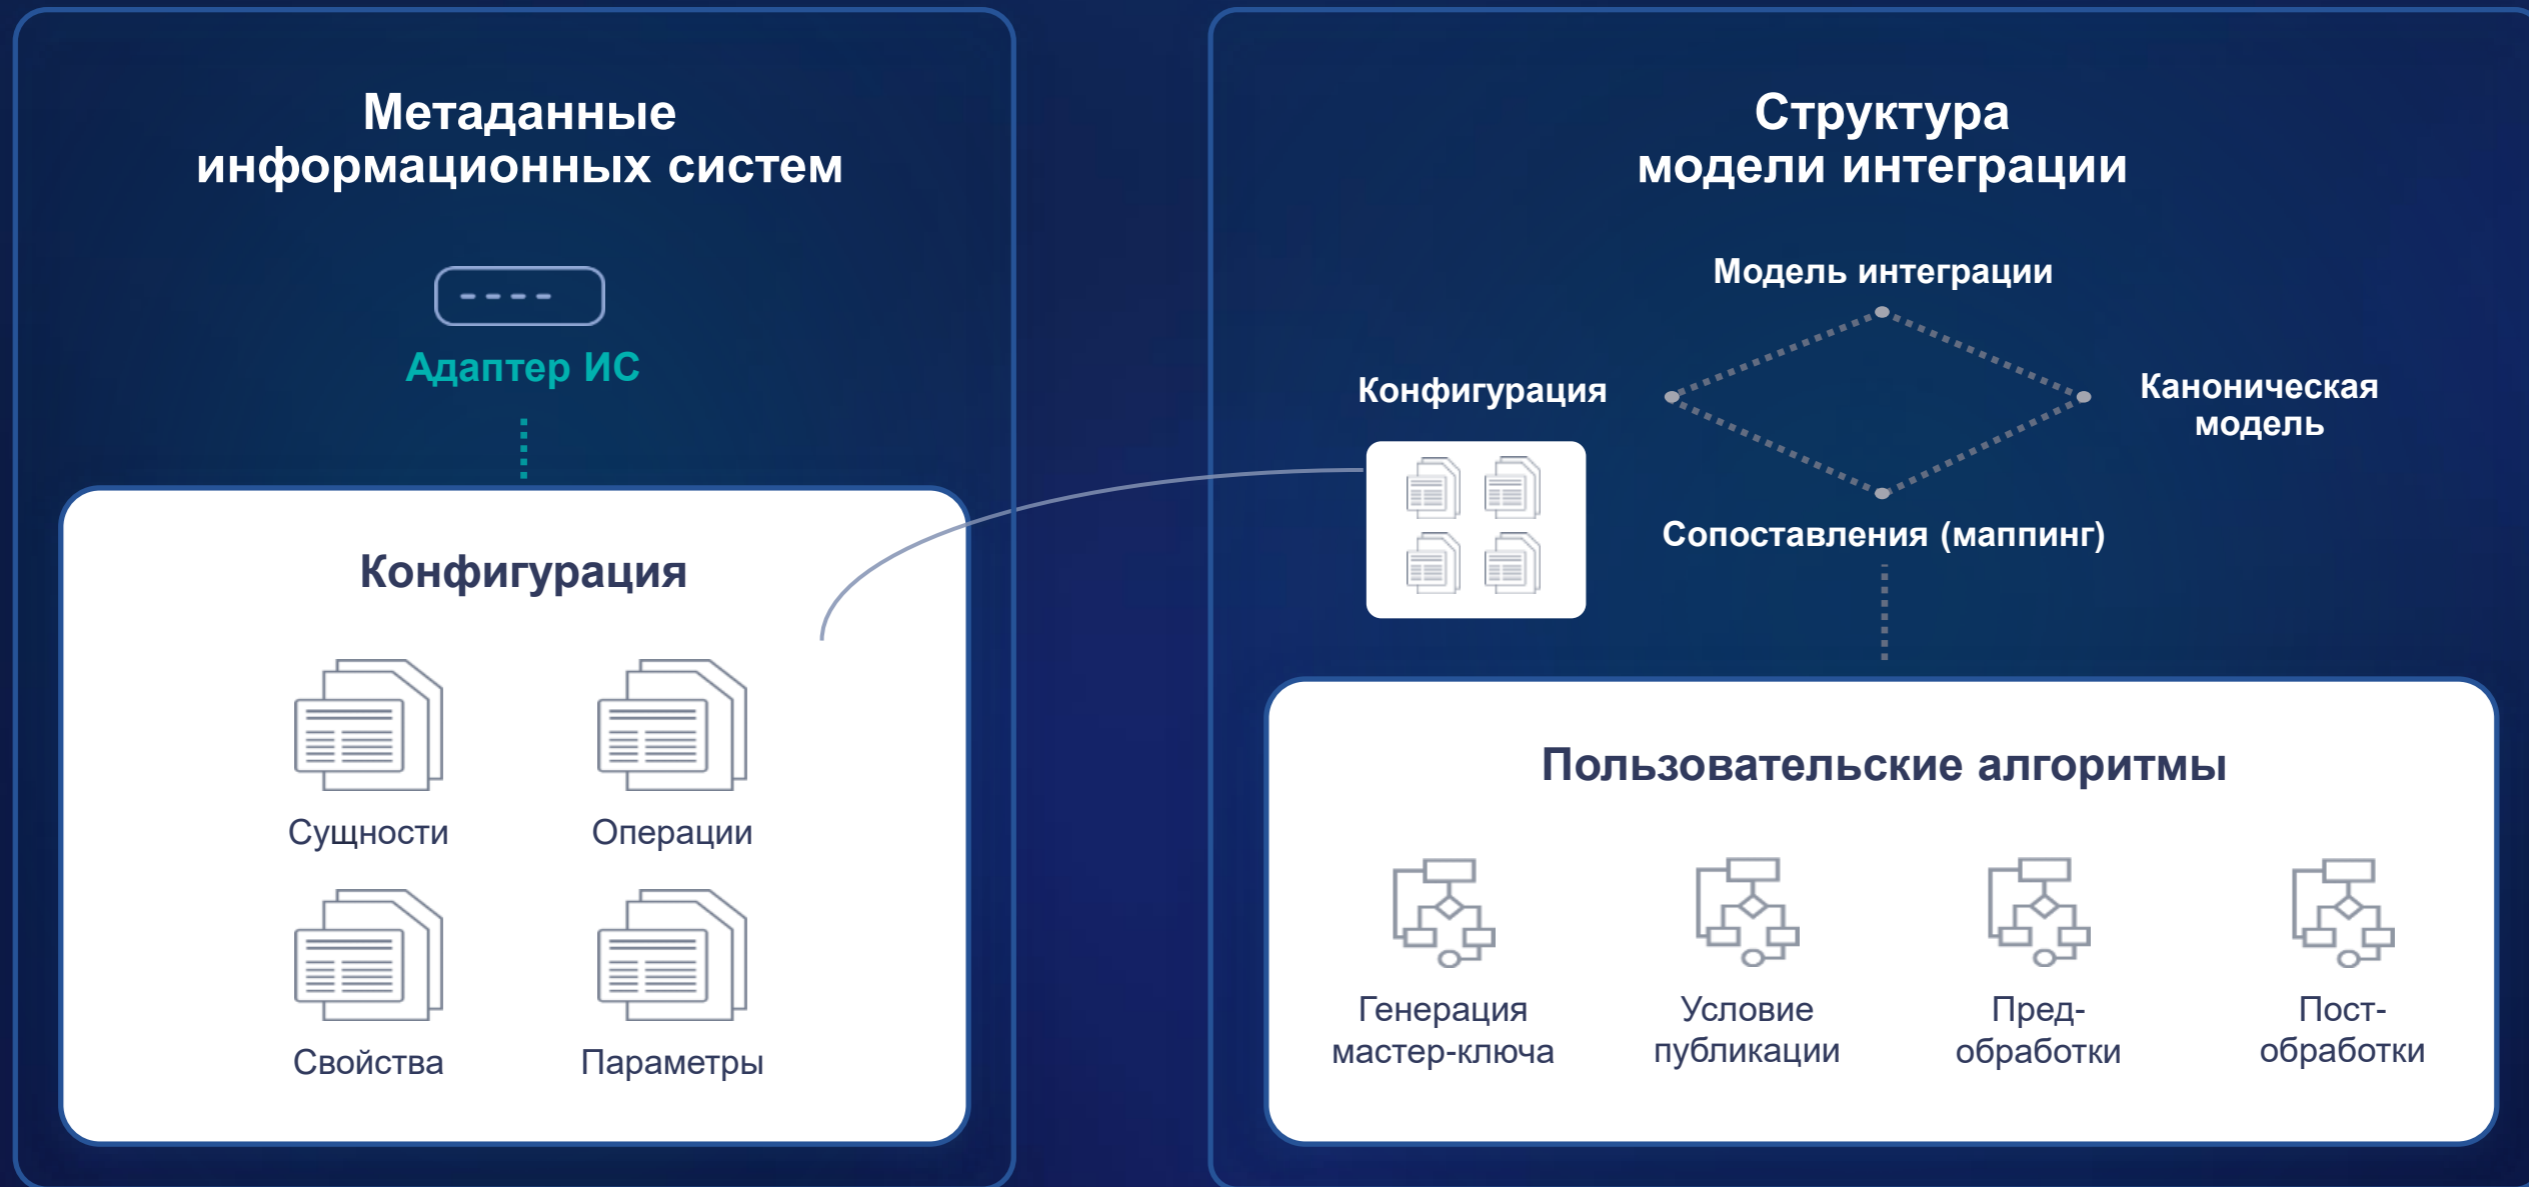 Метаданные
информационных систем
Адаптер ИС
Конфигурация
Сущности
Операции
Свойства
Параметры
Структура
модели интеграции
Модель интеграции
Конфигурация
Каноническая
модель
Сопоставления (маппинг)
Пользовательские алгоритмы
Генерация
мастер-ключа
Условие
публикации
Пред-
обработки
Пост-
обработки